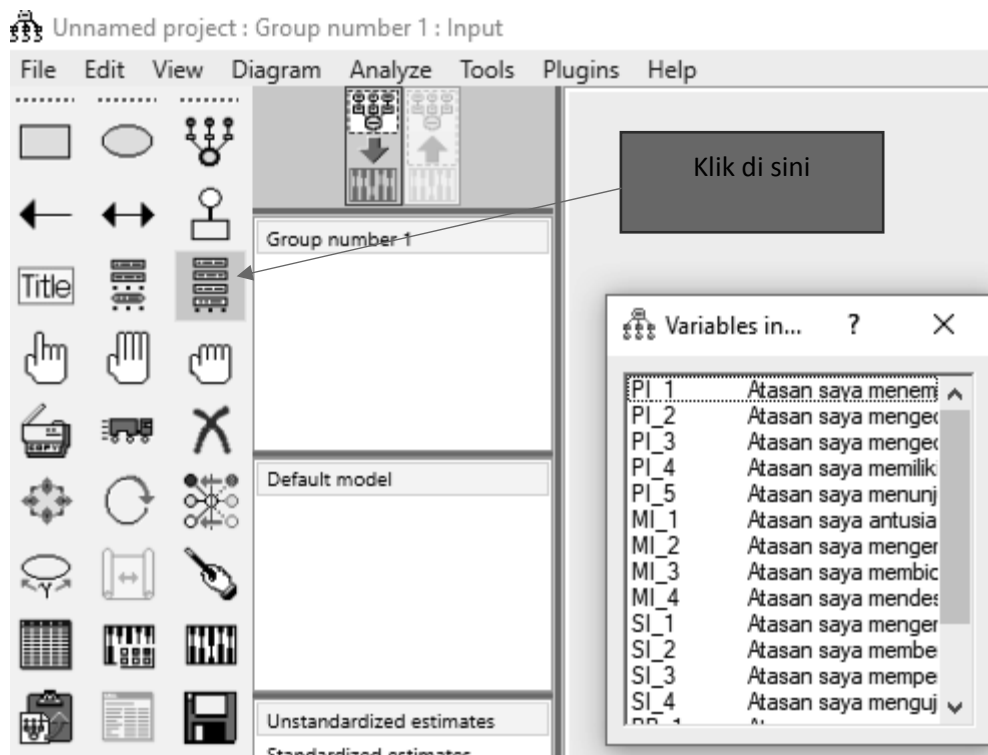 Unnamed project : Group number 1 : Input
File Edit View Diagram Analyze Tools Plugins Help
Klik di sini
Group number 1
Title
Variables in... ? ×
PI_1 Atasan saya menem
PI_2 Atasan saya menged
PI_3 Atasan saya menged
PI_4 Atasan saya memilik
PI_5 Atasan saya menunj
MI_1 Atasan saya antusia
MI_2 Atasan saya menger
MI_3 Atasan saya membic
MI_4 Atasan saya mendes
SI_1 Atasan saya menger
SI_2 Atasan saya membe
SI_3 Atasan saya mempe
SI_4 Atasan saya menguj
COPY
Default model
Y
Unstandardized estimates
Standardized estimates